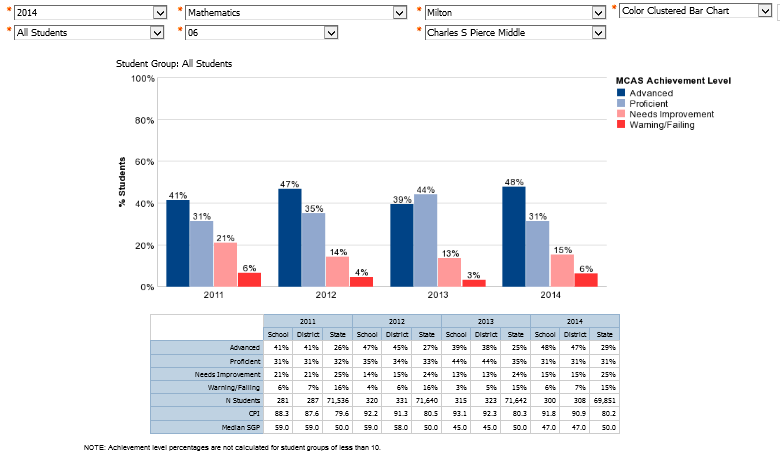 * 2014 * Mathematics * Milton * Color Clustered Bar Chart
* All Students * 06 * Charles S Pierce Middle
Student Group: All Students
100%
80%
60%
40%
20%
0%
% Students
41% 31% 21% 6%
47% 35% 14% 4%
39% 44% 13% 3%
48% 31% 15% 6%
2011 2012 2013 2014
MCAS Achievement Level
Advanced
Proficient
Needs Improvement
Warning/Failing
2011 2012 2013 2014
School District State School District State School District State School District State
Advanced 41% 41% 26% 47% 45% 27% 39% 38% 25% 48% 47% 29%
Proficient 31% 31% 32% 35% 34% 33% 44% 44% 35% 31% 31% 31%
Needs Improvement 21% 21% 25% 14% 15% 24% 13% 13% 24% 15% 15% 25%
Warning/Failing 6% 7% 16% 4% 6% 16% 3% 5% 15% 6% 7% 15%
N Students 281 287 71,536 320 331 71,640 315 323 71,642 300 308 69,851
CPI 88.3 87.6 79.6 92.2 91.3 80.5 93.1 92.3 80.3 91.8 90.9 80.2
Median SGP 59.0 59.0 50.0 59.0 58.0 50.0 45.0 45.0 50.0 47.0 47.0 50.0
NOTE: Achievement level percentages are not calculated for student groups of less than 10.